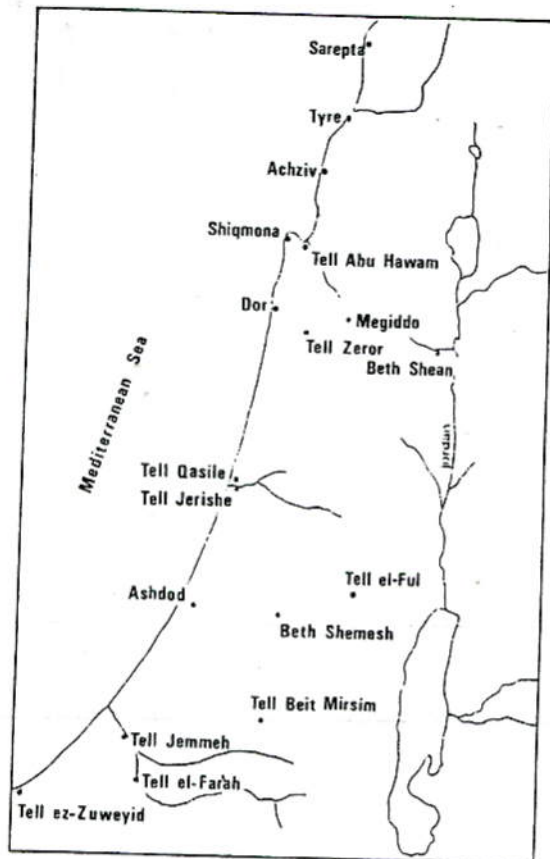 Sarepta
Tyre
Achziv
Shiqmona
Tell Abu Hawam
Dor
Megiddo
Tell Zeror
Beth Shean
Mediterranean Sea
Jordan
Tell Qasile
Tell Jerishe
Tell el-Ful
Ashdod
Beth Shemesh
Tell Beit Mirsim
Tell Jemmeh
Tell el-Farah
Tell ez-Zuweyid